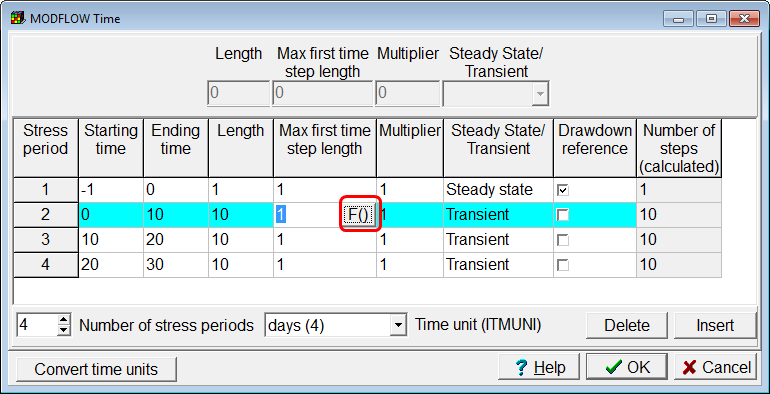 MODFLOW Time
Length Max first time step length Multiplier Steady State/ Transient
0 0 0
Stress period Starting time Ending time Length Max first time step length Multiplier Steady State/ Transient Drawdown reference Number of steps (calculated)
1 -1 0 1 1 1 Steady state 1
2 0 10 10 1 F() 1 Transient 10
3 10 20 10 1 1 Transient 10
4 20 30 10 1 1 Transient 10
4 Number of stress periods days (4) Time unit (ITMUNI) Delete Insert
Convert time units ? Help OK Cancel